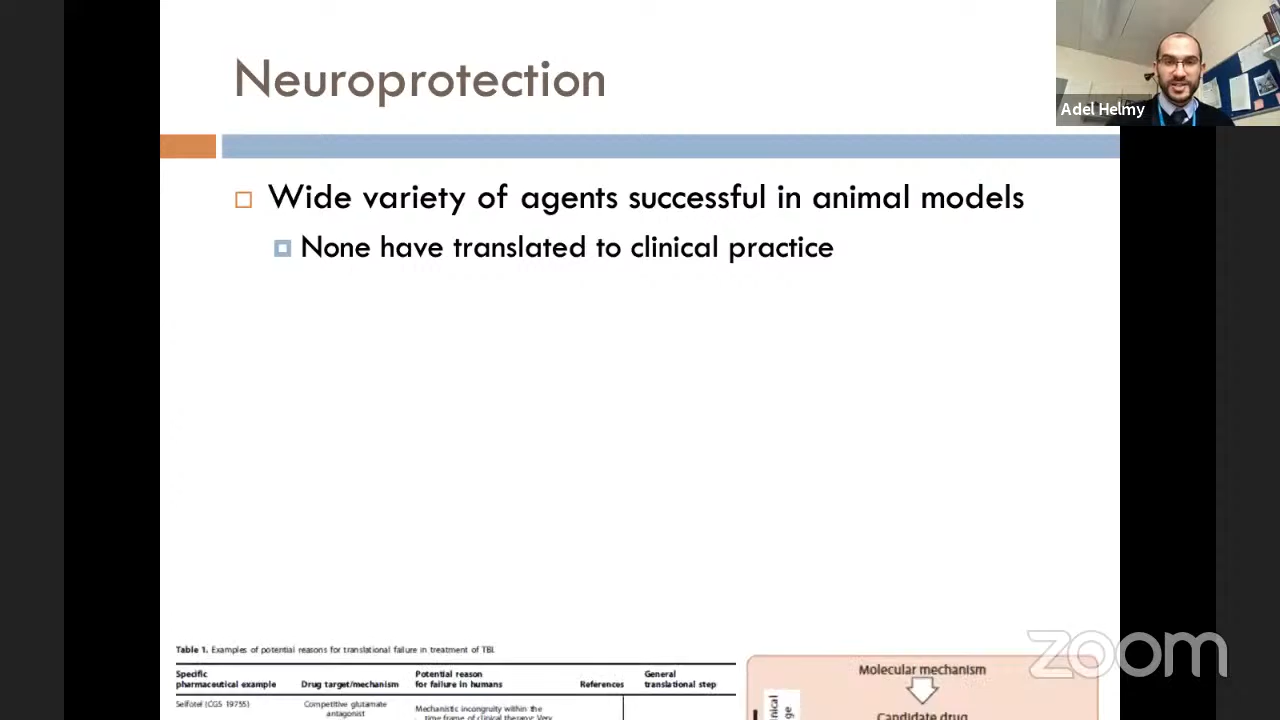 Neuroprotection
Adel Helmy
Wide variety of agents successful in animal models
None have translated to clinical practice
Table 1. Examples of potential reasons for translational failure in treatment of TBI.
Specific pharmaceutical example
Drug target/mechanism
Potential reason for failure in humans
References
General translational step
Selfotel (CGS 19755)
Competitive glutamate antagonist
Mechanistic incongruity within the
time frame of clinical therapy: Very
Molecular mechanism
Candidate drug
zoom